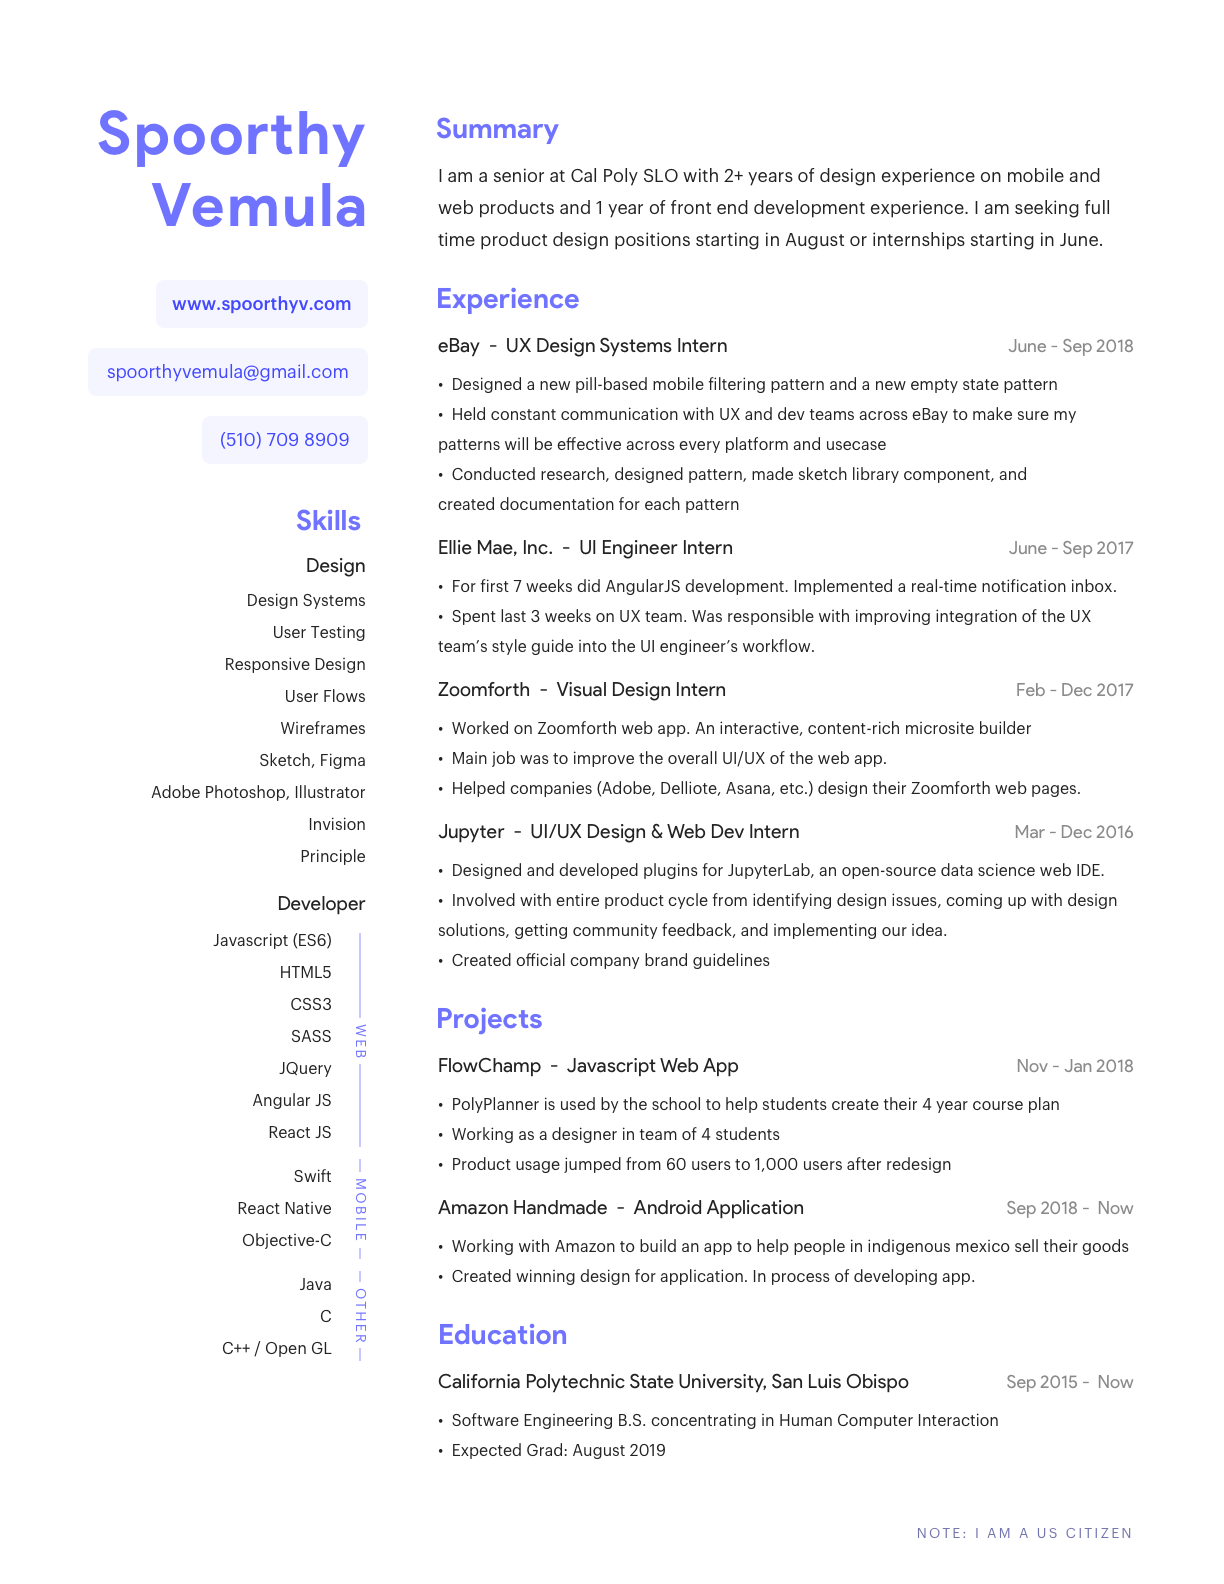 Spoorthy
Vemula
www.spoorthyv.com
spoorthyvemula@gmail.com
(510) 709 8909
Skills
Design
Design Systems
User Testing
Responsive Design
User Flows
Wireframes
Sketch, Figma
Adobe Photoshop, Illustrator
Invision
Principle
Developer
Javascript (ES6)
HTML5
CSS3
SASS
JQuery
Angular JS
React JS
WEB
Swift
React Native
Objective-C
MOBILE
Java
C
C++ / Open GL
OTHER
Summary
I am a senior at Cal Poly SLO with 2+ years of design experience on mobile and
web products and 1 year of front end development experience. I am seeking full
time product design positions starting in August or internships starting in June.
Experience
eBay - UX Design Systems Intern June - Sep 2018
• Designed a new pill-based mobile filtering pattern and a new empty state pattern
• Held constant communication with UX and dev teams across eBay to make sure my
patterns will be effective across every platform and usecase
• Conducted research, designed pattern, made sketch library component, and
created documentation for each pattern
Ellie Mae, Inc. - UI Engineer Intern June - Sep 2017
• For first 7 weeks did AngularJS development. Implemented a real-time notification inbox.
• Spent last 3 weeks on UX team. Was responsible with improving integration of the UX
team’s style guide into the UI engineer’s workflow.
Zoomforth - Visual Design Intern Feb - Dec 2017
• Worked on Zoomforth web app. An interactive, content-rich microsite builder
• Main job was to improve the overall UI/UX of the web app.
• Helped companies (Adobe, Delliote, Asana, etc.) design their Zoomforth web pages.
Jupyter - UI/UX Design & Web Dev Intern Mar - Dec 2016
• Designed and developed plugins for JupyterLab, an open-source data science web IDE.
• Involved with entire product cycle from identifying design issues, coming up with design
solutions, getting community feedback, and implementing our idea.
• Created official company brand guidelines
Projects
FlowChamp - Javascript Web App Nov - Jan 2018
• PolyPlanner is used by the school to help students create their 4 year course plan
• Working as a designer in team of 4 students
• Product usage jumped from 60 users to 1,000 users after redesign
Amazon Handmade - Android Application Sep 2018 - Now
• Working with Amazon to build an app to help people in indigenous mexico sell their goods
• Created winning design for application. In process of developing app.
Education
California Polytechnic State University, San Luis Obispo Sep 2015 - Now
• Software Engineering B.S. concentrating in Human Computer Interaction
• Expected Grad: August 2019
NOTE: I AM A US CITIZEN